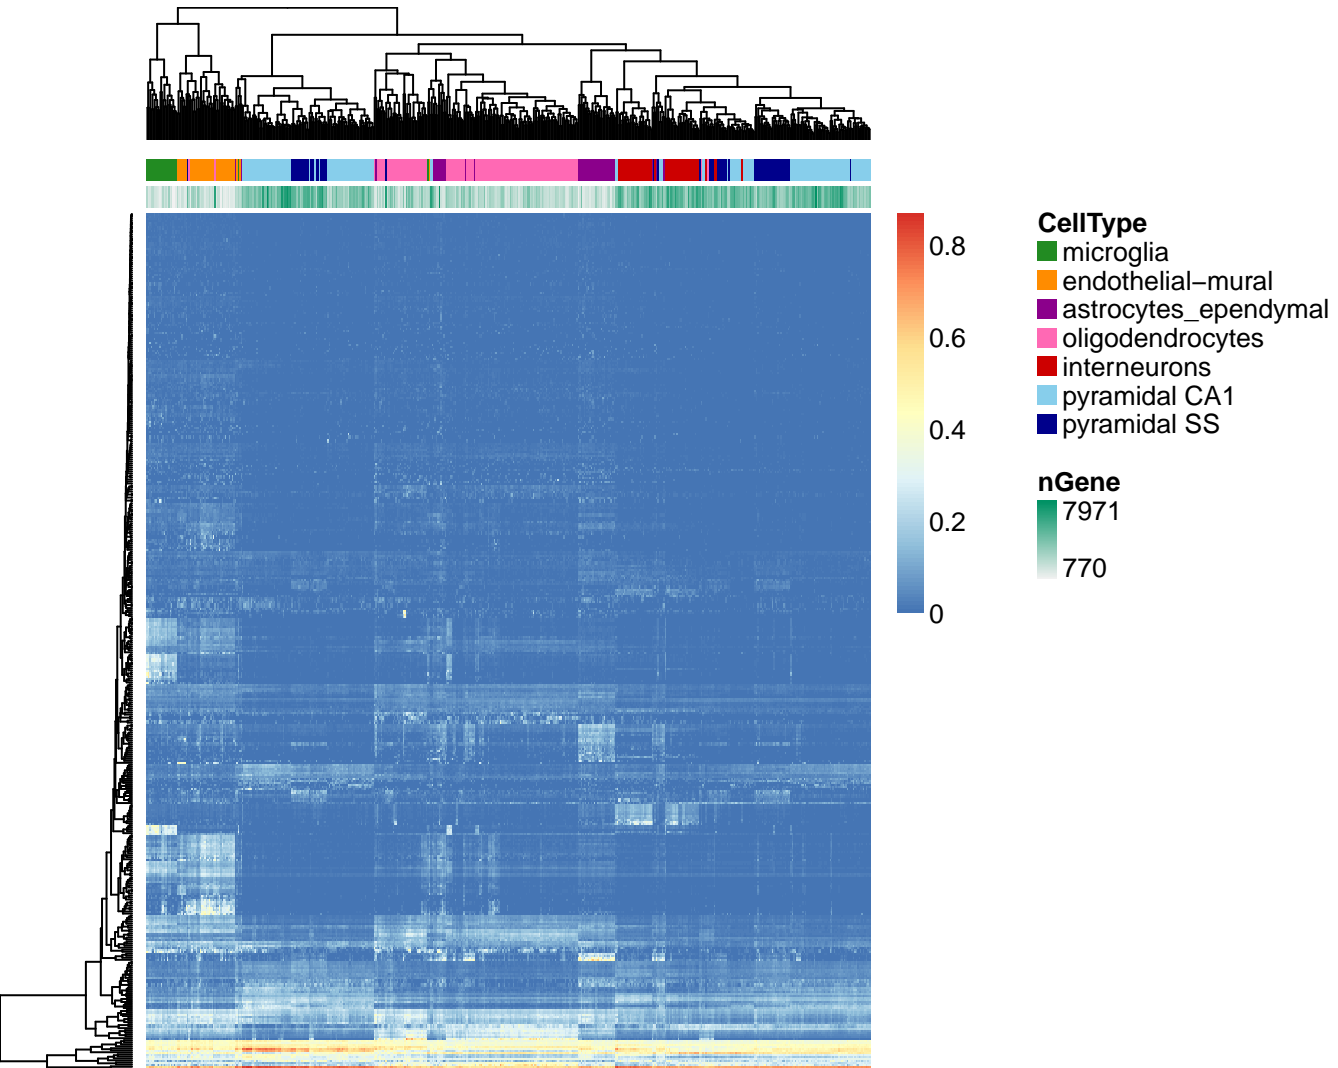 0.8
0.6
0.4
0.2
0
CellType
microglia
endothelial−mural
astrocytes_ependymal
oligodendrocytes
interneurons
pyramidal CA1
pyramidal SS
nGene
7971
770